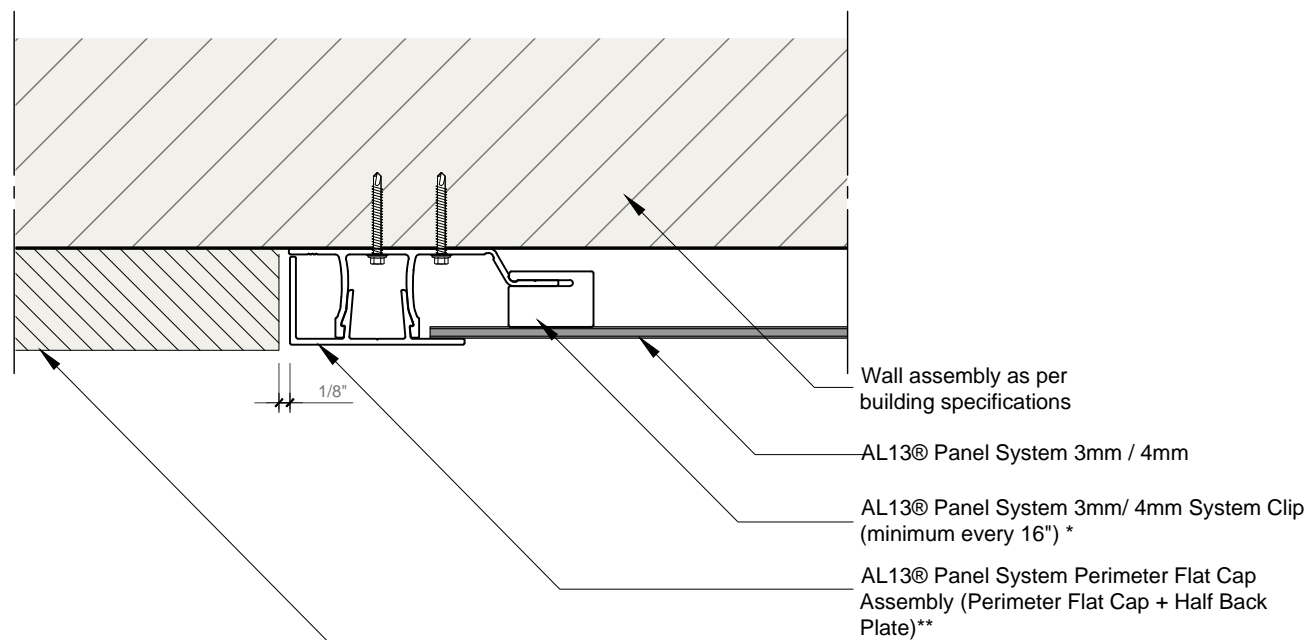 1/8"
Wall assembly as per
building specifications
AL13® Panel System 3mm / 4mm
AL13® Panel System 3mm/ 4mm System Clip
(minimum every 16") *
AL13® Panel System Perimeter Flat Cap
Assembly (Perimeter Flat Cap + Half Back
Plate)**